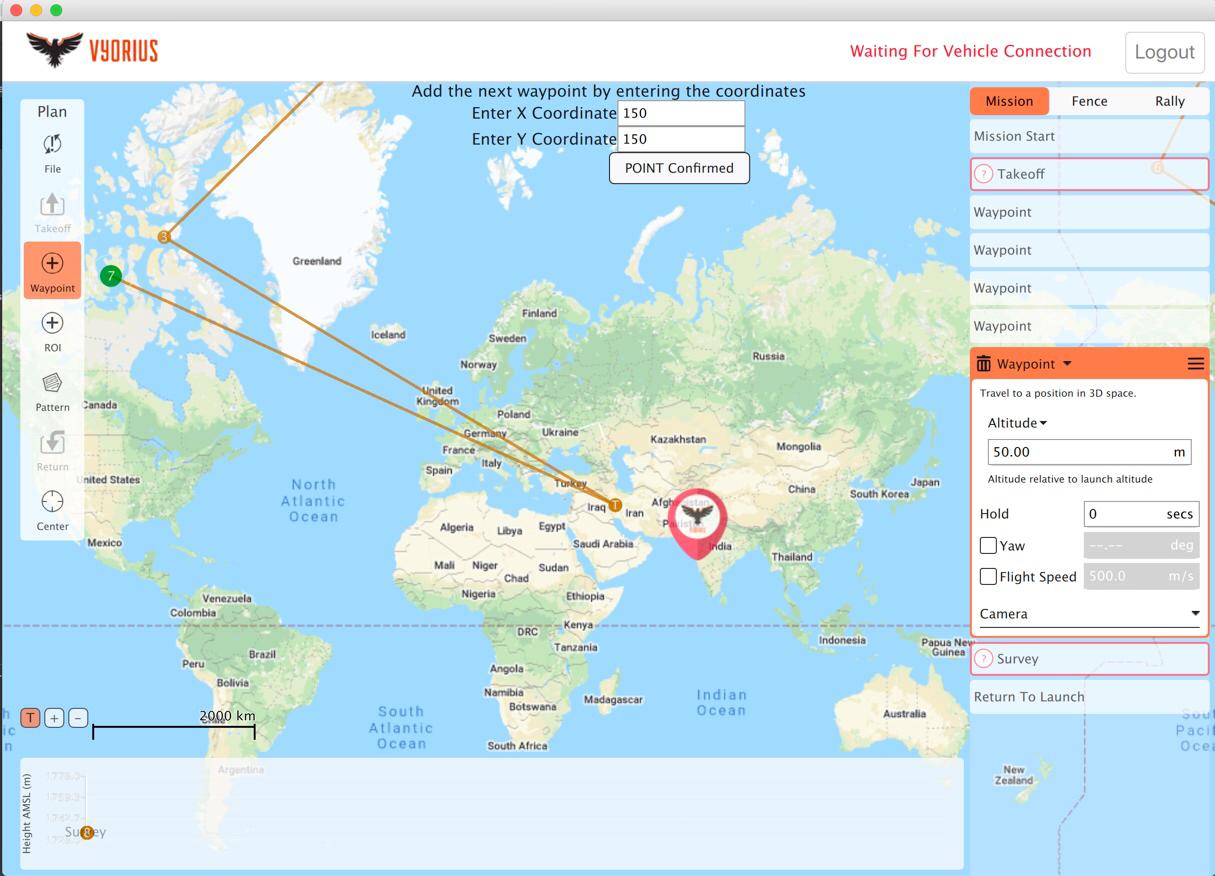 VYORIUS
Waiting For Vehicle Connection
Logout
Add the next waypoint by entering the coordinates
Enter X Coordinate 150
Enter Y Coordinate 150
POINT Confirmed
Plan
File
Takeoff
Waypoint
ROI
Pattern
Return
Center
Mission Fence Rally
Mission Start
? Takeoff
Waypoint
Waypoint
Waypoint
Waypoint
Waypoint
Travel to a position in 3D space.
Altitude
50.00 m
Altitude relative to launch altitude
Hold 0 secs
Yaw --.-- deg
Flight Speed 500.0 m/s
Camera
? Survey
Return To Launch
3
7
T
6
Greenland
Iceland
Finland
Sweden
Norway
Russia
United
Kingdom
Canada
Poland
Germany
Ukraine
France
Kazakhstan
Mongolia
Italy
Spain
United States
Turkey
Japan
China
South Korea
North
Atlantic
Ocean
Iraq
Iran
Afghanistan
Pakistan
India
Algeria
Libya
Egypt
Saudi Arabia
Mexico
Thailand
Mali
Niger
Sudan
Chad
Nigeria
Ethiopia
Venezuela
Colombia
DRC
Kenya
Indonesia
Papua New
Guinea
Tanzania
Brazil
Peru
Angola
Bolivia
Namibia
Botswana
Madagascar
Indian
Ocean
South
Atlantic
Ocean
Australia
South Africa
Chile
Argentina
New
Zealand
T + −
2000 km
Height AMSL (m)
Survey
8